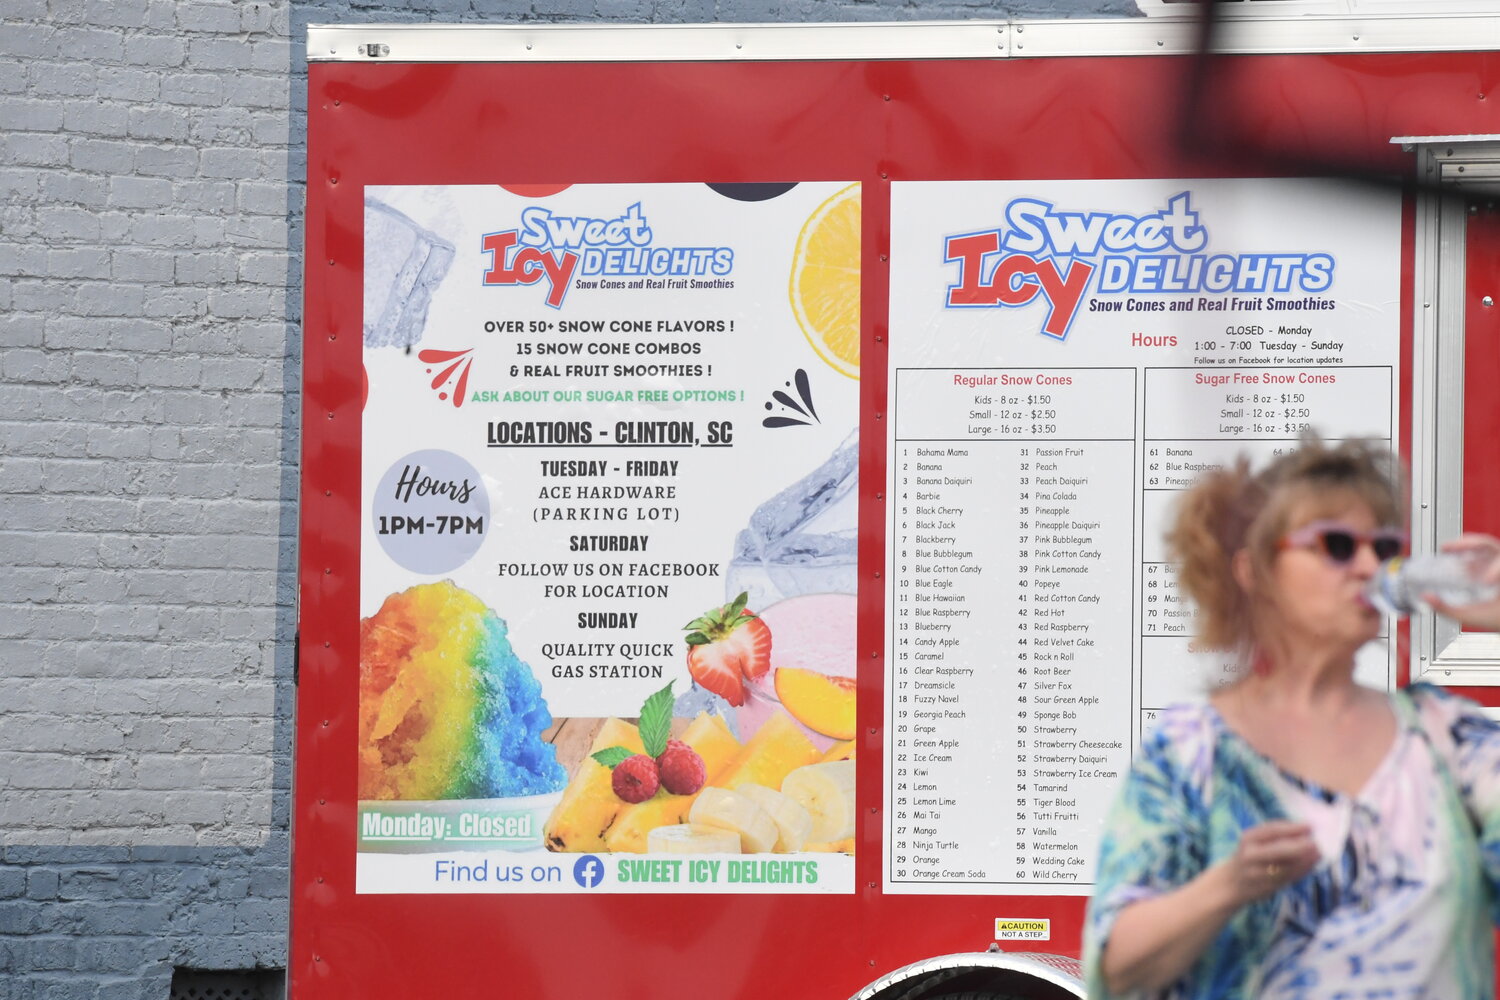 Sweet
Icy DELIGHTS
Snow Cones and Real Fruit Smoothies
OVER 50+ SNOW CONE FLAVORS !
15 SNOW CONE COMBOS
& REAL FRUIT SMOOTHIES !
ASK ABOUT OUR SUGAR FREE OPTIONS !
LOCATIONS - CLINTON, SC
Hours
1PM-7PM
TUESDAY - FRIDAY
ACE HARDWARE
(PARKING LOT)
SATURDAY
FOLLOW US ON FACEBOOK
FOR LOCATION
SUNDAY
QUALITY QUICK
GAS STATION
Monday: Closed
Find us on SWEET ICY DELIGHTS
Sweet
Icy DELIGHTS
Snow Cones and Real Fruit Smoothies
Hours
CLOSED - Monday
1:00 - 7:00 Tuesday - Sunday
Follow us on Facebook for location updates
Regular Snow Cones
Kids - 8 oz - $1.50
Small - 12 oz - $2.50
Large - 16 oz - $3.50
1 Bahama Mama
2 Banana
3 Banana Daiquiri
4 Barbie
5 Black Cherry
6 Black Jack
7 Blackberry
8 Blue Bubblegum
9 Blue Cotton Candy
10 Blue Eagle
11 Blue Hawaiian
12 Blue Raspberry
13 Blueberry
14 Candy Apple
15 Caramel
16 Clear Raspberry
17 Dreamsicle
18 Fuzzy Navel
19 Georgia Peach
20 Grape
21 Green Apple
22 Ice Cream
23 Kiwi
24 Lemon
25 Lemon Lime
26 Mai Tai
27 Mango
28 Ninja Turtle
29 Orange
30 Orange Cream Soda
31 Passion Fruit
32 Peach
33 Peach Daiquiri
34 Pina Colada
35 Pineapple
36 Pineapple Daiquiri
37 Pink Bubblegum
38 Pink Cotton Candy
39 Pink Lemonade
40 Popeye
41 Red Cotton Candy
42 Red Hot
43 Red Raspberry
44 Red Velvet Cake
45 Rock n Roll
46 Root Beer
47 Silver Fox
48 Sour Green Apple
49 Sponge Bob
50 Strawberry
51 Strawberry Cheesecake
52 Strawberry Daiquiri
53 Strawberry Ice Cream
54 Tamarind
55 Tiger Blood
56 Tutti Fruitti
57 Vanilla
58 Watermelon
59 Wedding Cake
60 Wild Cherry
Sugar Free Snow Cones
Kids - 8 oz - $1.50
Small - 12 oz - $2.50
Large - 16 oz - $3.50
61 Banana
62 Blue Raspberry
63 Pineapple
64
67
68
69
70 Passion
71 Peach
76
CAUTION
NOT A STEP